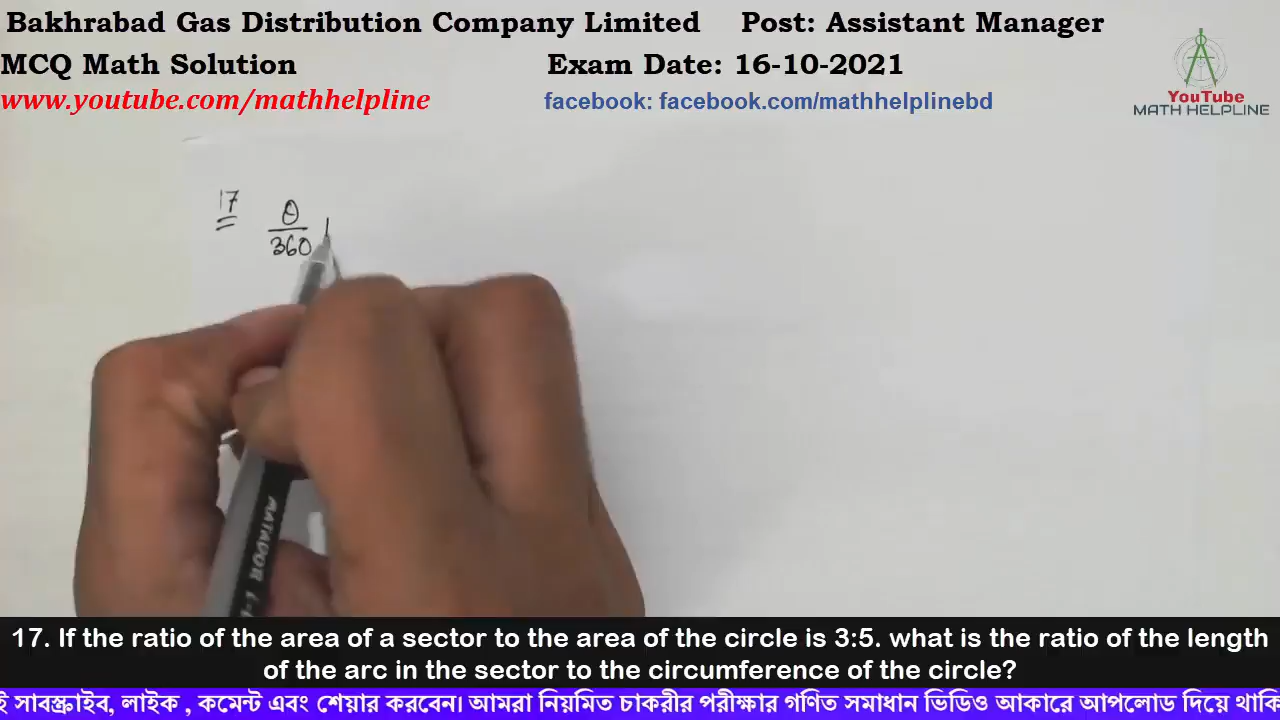 Bakhrabad Gas Distribution Company Limited Post: Assistant Manager
MCQ Math Solution Exam Date: 16-10-2021
www.youtube.com/mathhelpline facebook: facebook.com/mathhelplinebd
YouTube
MATH HELPLINE
17 θ
360
MATADOR
17. If the ratio of the area of a sector to the area of the circle is 3:5. what is the ratio of the length
of the arc in the sector to the circumference of the circle?
সাবস্ক্রাইব, লাইক , কমেন্ট এবং শেয়ার করবেন। আমরা নিয়মিত চাকরীর পরীক্ষার গণিত সমাধান ভিডিও আকারে আপলোড দিয়ে